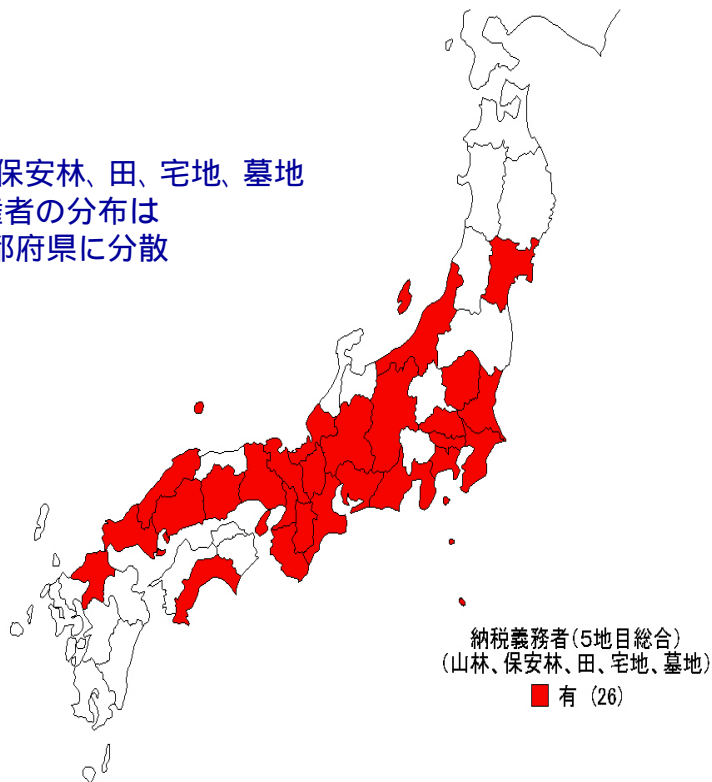 保安林、田、宅地、墓地
者の分布は
府県に分散
納税義務者(5地目総合)
(山林、保安林、田、宅地、墓地)
有 (26)